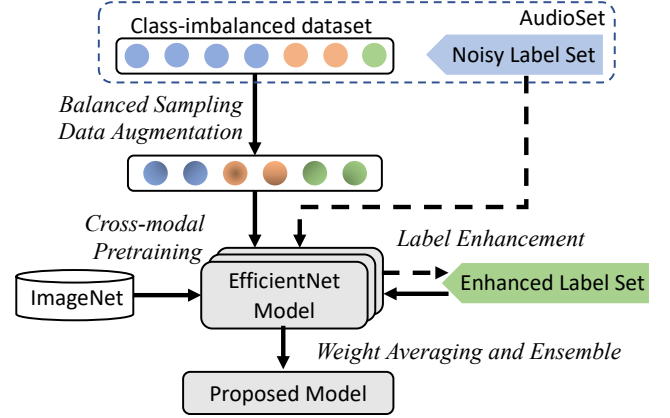 AudioSet
Class-imbalanced dataset
Noisy Label Set
Balanced Sampling
Data Augmentation
Cross-modal
Pretraining
Label Enhancement
ImageNet
EfficientNet
Model
Enhanced Label Set
Weight Averaging and Ensemble
Proposed Model